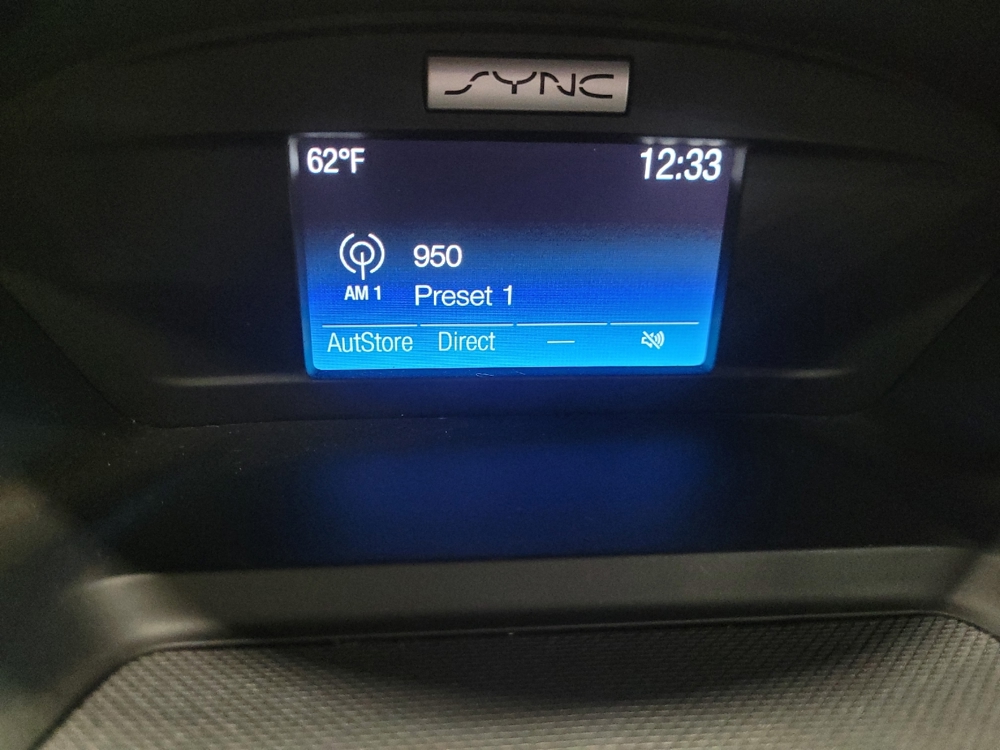 SYNC
62°F 12:33
950
AM 1 Preset 1
AutStore Direct —